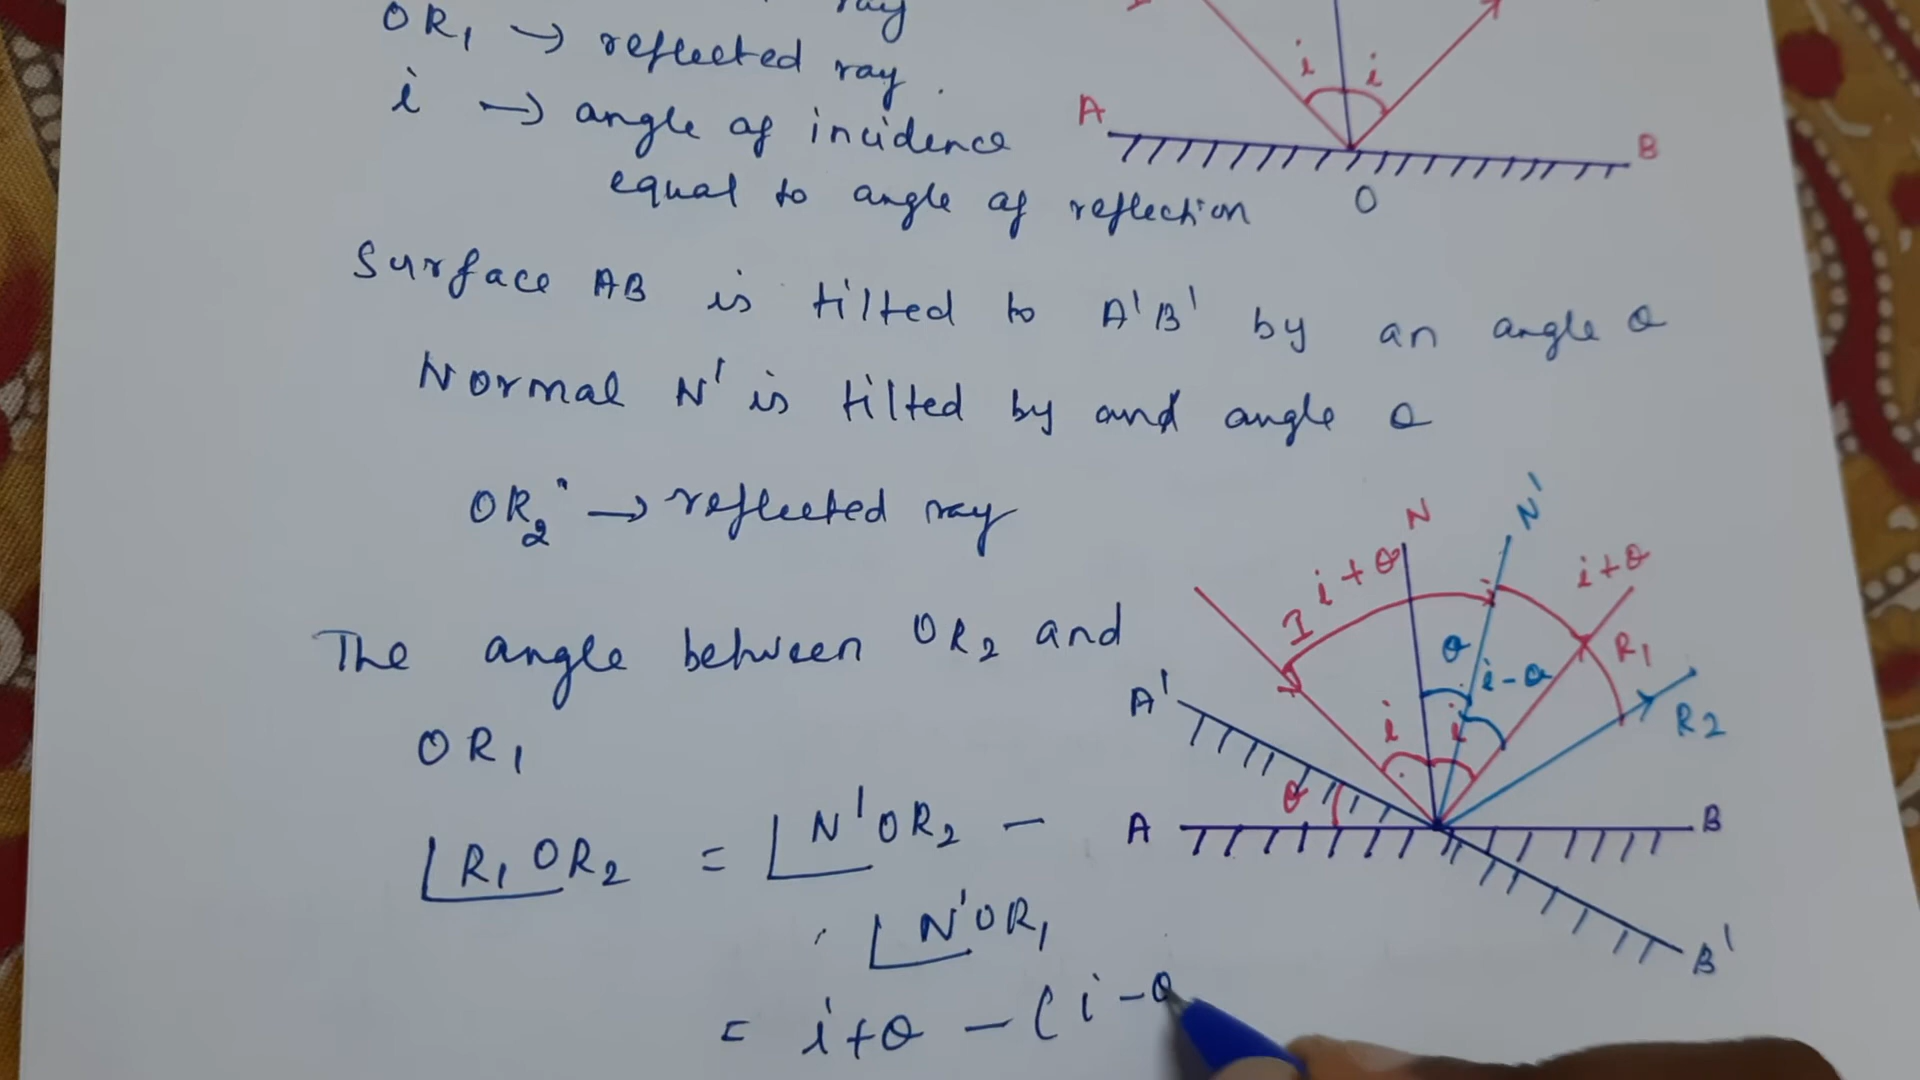 ray
OR1 → reflected ray.
i → angle of incidence
equal to angle of reflection
i i
A B
O
Surface AB is tilted to A'B' by an angle θ
Normal N' is tilted by and angle θ
OR2 → reflected ray
The angle between OR2 and
OR1
∠R1OR2 = ∠N'OR2 −
∠N'OR1
= i+θ − (i−θ
N N'
i+θ i+θ
I
θ i−θ R1
A' i i R2
θ
A B
B'